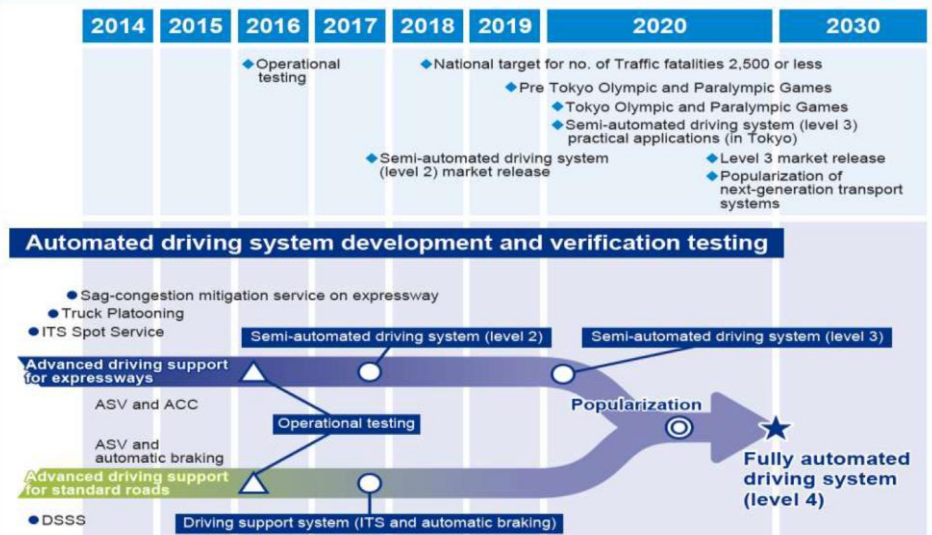 2014 2015 2016 2017 2018 2019 2020 2030
◆Operational
testing
◆National target for no. of Traffic fatalities 2,500 or less
◆Pre Tokyo Olympic and Paralympic Games
◆Tokyo Olympic and Paralympic Games
◆Semi-automated driving system (level 3)
practical applications (in Tokyo)
◆Semi-automated driving system
(level 2) market release
◆Level 3 market release
◆Popularization of
next-generation transport
systems
Automated driving system development and verification testing
●Sag-congestion mitigation service on expressway
●Truck Platooning
●ITS Spot Service
Semi-automated driving system (level 2)
Semi-automated driving system (level 3)
Advanced driving support
for expressways
ASV and ACC
Operational testing
Popularization
ASV and
automatic braking
Fully automated
driving system
(level 4)
Advanced driving support
for standard roads
●DSSS
Driving support system (ITS and automatic braking)